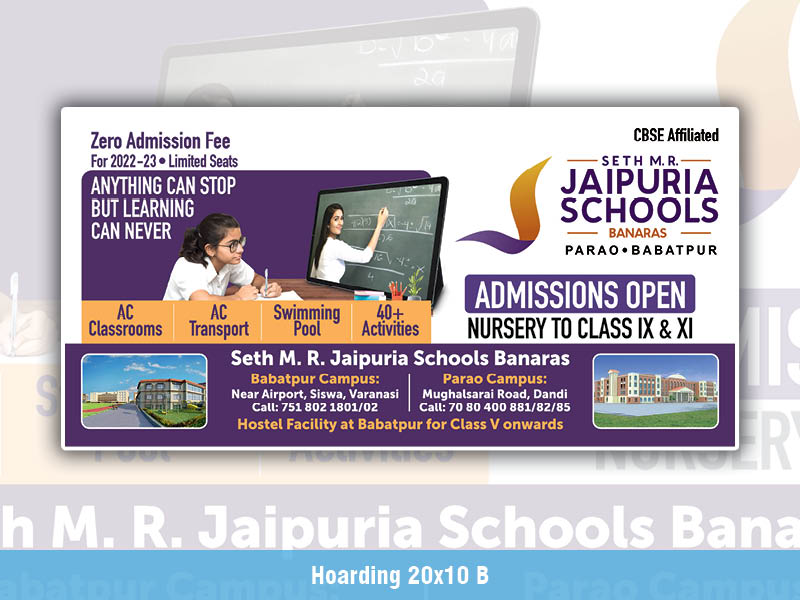 Zero Admission Fee
For 2022-23 • Limited Seats
ANYTHING CAN STOP
BUT LEARNING
CAN NEVER
AC
Classrooms
AC
Transport
Swimming
Pool
40+
Activities
CBSE Affiliated
SETH M.R.
JAIPURIA
SCHOOLS
BANARAS
PARAO • BABATPUR
ADMISSIONS OPEN
NURSERY TO CLASS IX & XI
Seth M. R. Jaipuria Schools Banaras
Babatpur Campus:
Near Airport, Siswa, Varanasi
Call: 751 802 1801/02
Parao Campus:
Mughalsarai Road, Dandi
Call: 70 80 400 881/82/85
Hostel Facility at Babatpur for Class V onwards
h M. R. Jaipuria Schools Bana
Babatpur Campus:
Parao Campus:
Hoarding 20x10 B